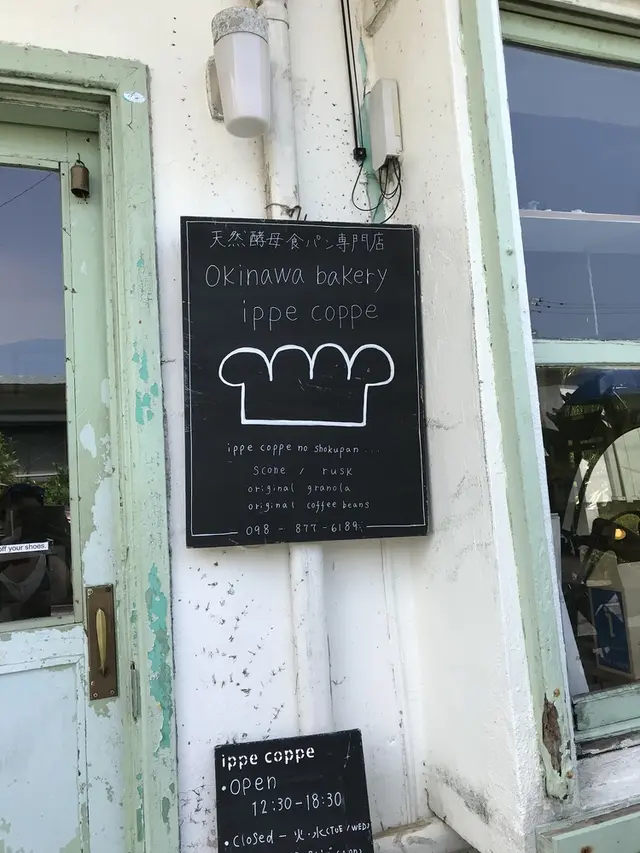 天然酵母食パン専門店
Okinawa bakery
ippe coppe
ippe coppe no shokupan...
scone / rusk
original granola
original coffee beans
098 - 877 - 6189
off your shoes.
ippe coppe
•open
12:30-18:30
•closed - 火・水(TUE/WED)